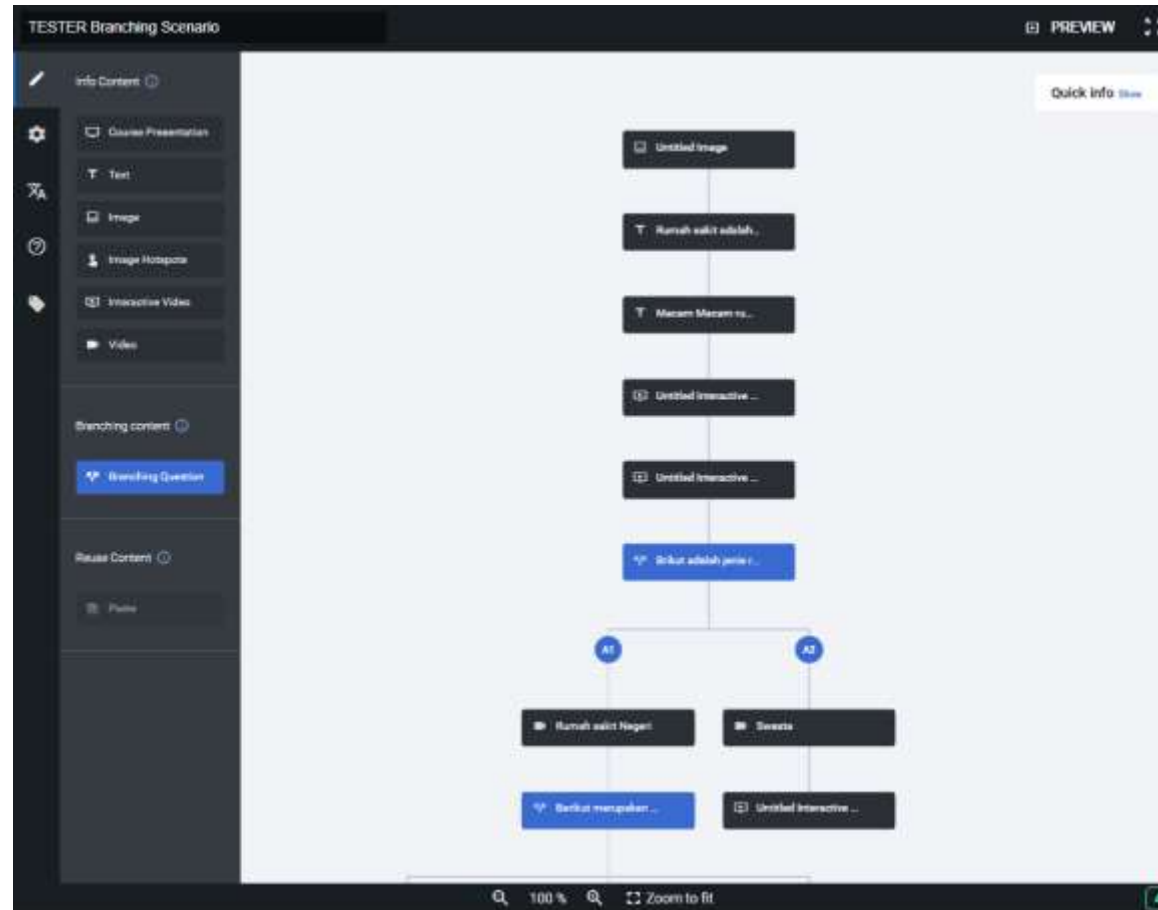 TESTER Branching Scenario
PREVIEW
Info Content
Quick info Show
Course Presentation
Text
Image
Image Hotspots
Interactive Video
Video
Branching content
Branching Question
Reuse Content
Paste
Untitled Image
Rumah sakit adalah...
Macam Macam ru...
Untitled Interactive ...
Untitled Interactive ...
Brikut adalah jenis r...
A1
A2
Rumah sakit Negeri
Swasta
Berikut merupakan ...
Untitled Interactive ...
100 %
Zoom to fit